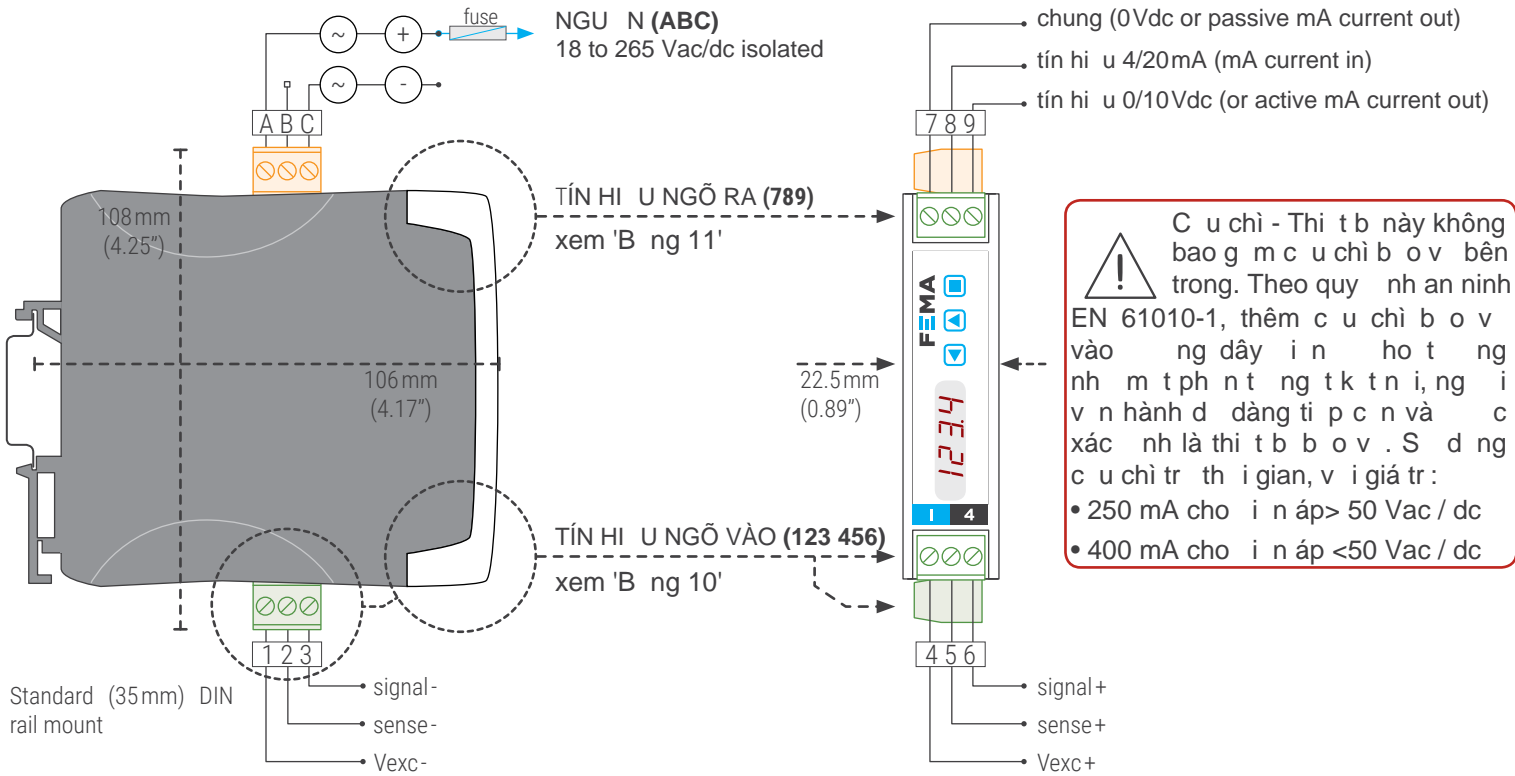 fuse
NGU N (ABC)
18 to 265 Vac/dc isolated
~ +
~ -
A B C
chung (0Vdc or passive mA current out)
tín hi u 4/20mA (mA current in)
tín hi u 0/10Vdc (or active mA current out)
7 8 9
TÍN HI U NGÕ RA (789)
xem 'B ng 11'
108mm
(4.25”)
106mm
(4.17”)
22.5mm
(0.89”)
FEMA
123.4
1 4
C u chì - Thi t b này không
bao g m c u chì b o v bên
trong. Theo quy nh an ninh
EN 61010-1, thêm c u chì b o v
vào ng dây i n ho t ng
nh m t ph n t ng t k t n i, ng i
v n hành d dàng ti p c n và c
xác nh là thi t b b o v . S d ng
c u chì tr th i gian, v i giá tr :
• 250 mA cho i n áp> 50 Vac / dc
• 400 mA cho i n áp <50 Vac / dc
TÍN HI U NGÕ VÀO (123 456)
xem 'B ng 10'
1 2 3
signal-
sense-
Vexc-
Standard (35mm) DIN
rail mount
4 5 6
signal+
sense+
Vexc+